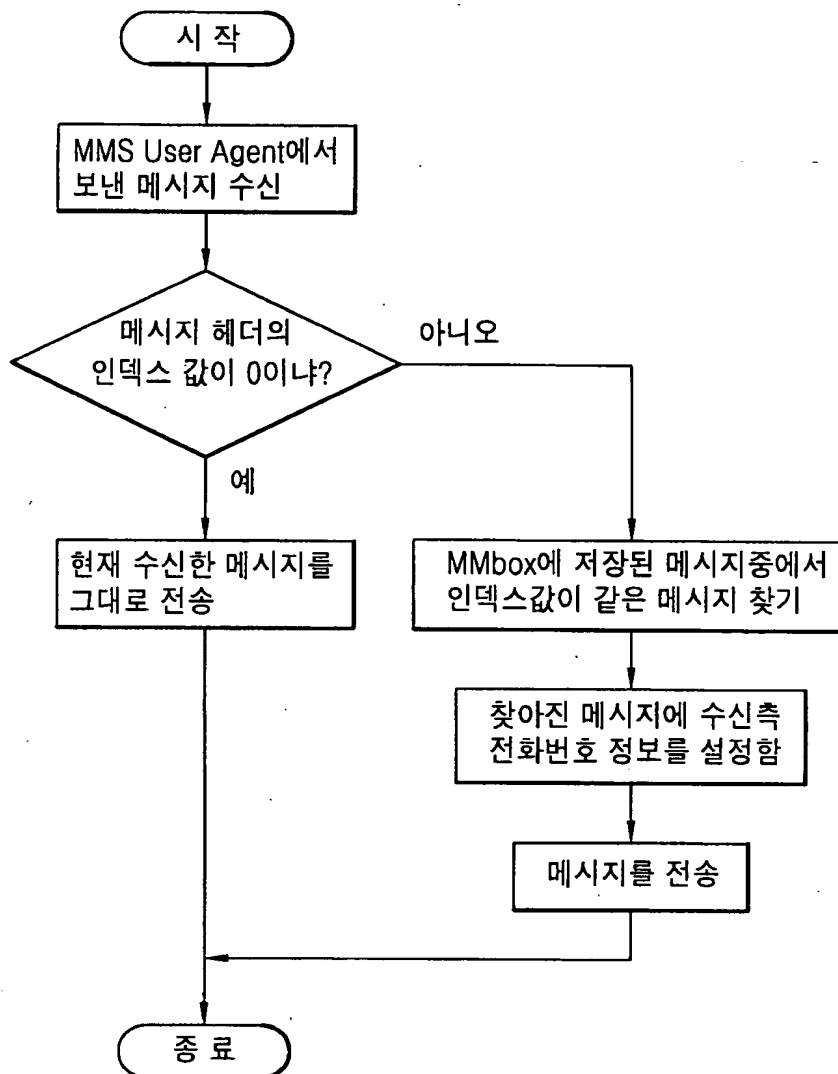 시 작
MMS User Agent에서
보낸 메시지 수신
메시지 헤더의
인덱스 값이 0이냐?
아니오
예
현재 수신한 메시지를
그대로 전송
MMbox에 저장된 메시지중에서
인덱스값이 같은 메시지 찾기
찾아진 메시지에 수신측
전화번호 정보를 설정함
메시지를 전송
종 료